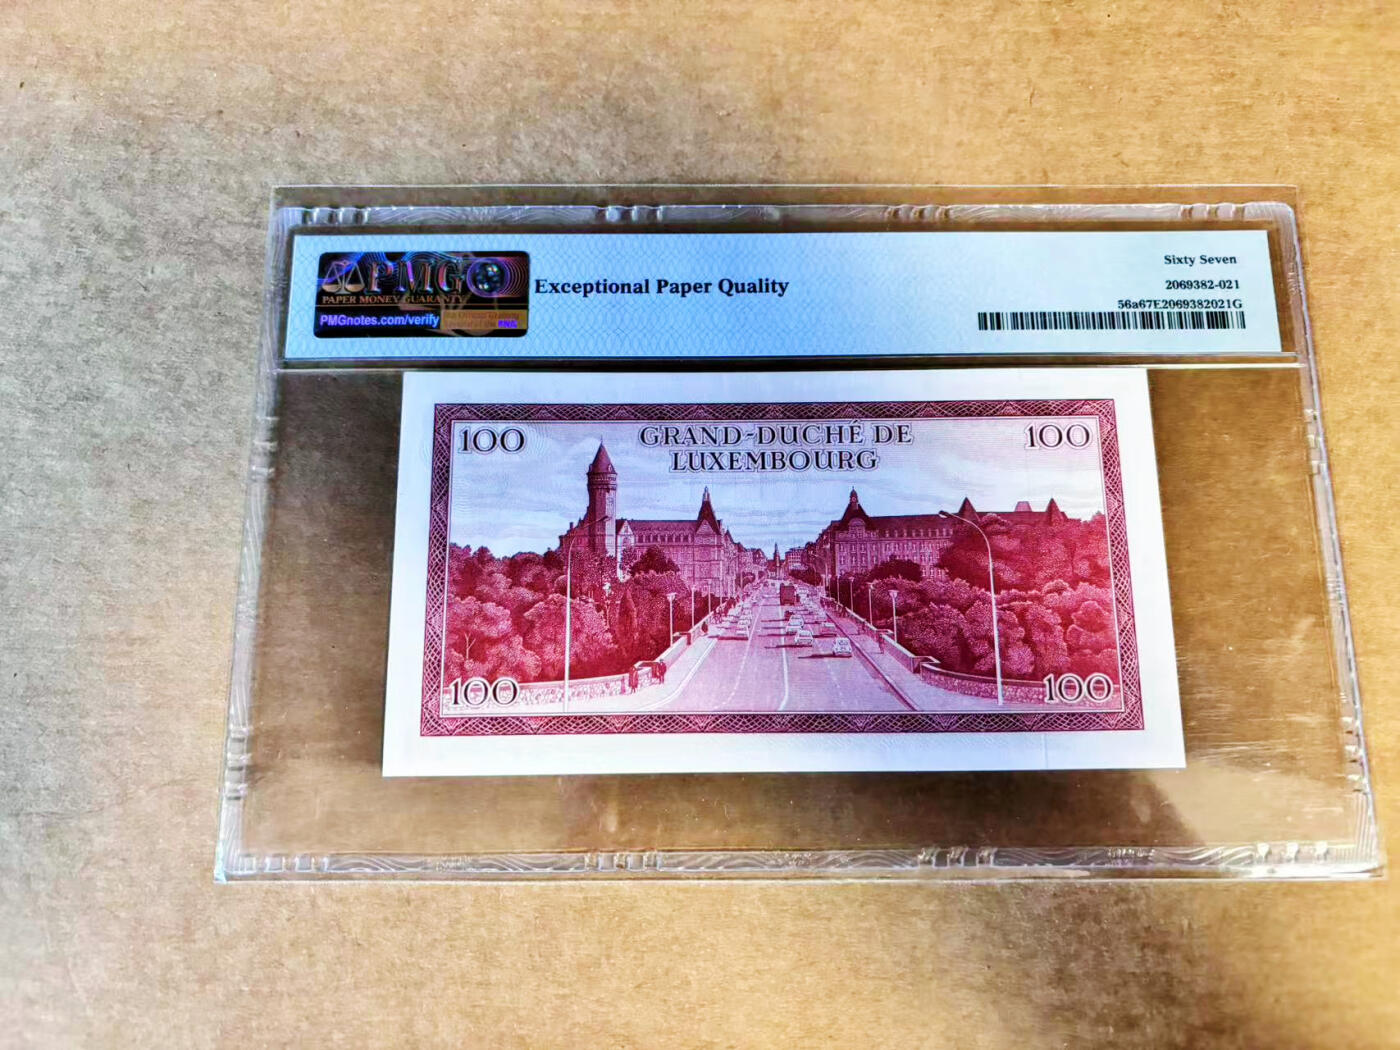 PMG
PAPER MONEY GUARANTY
PMGnotes.com/verify
Exceptional Paper Quality
Sixty Seven
2069382-021
56a67E2069382021G
100
GRAND-DUCHÉ DE
LUXEMBOURG
100
100
100